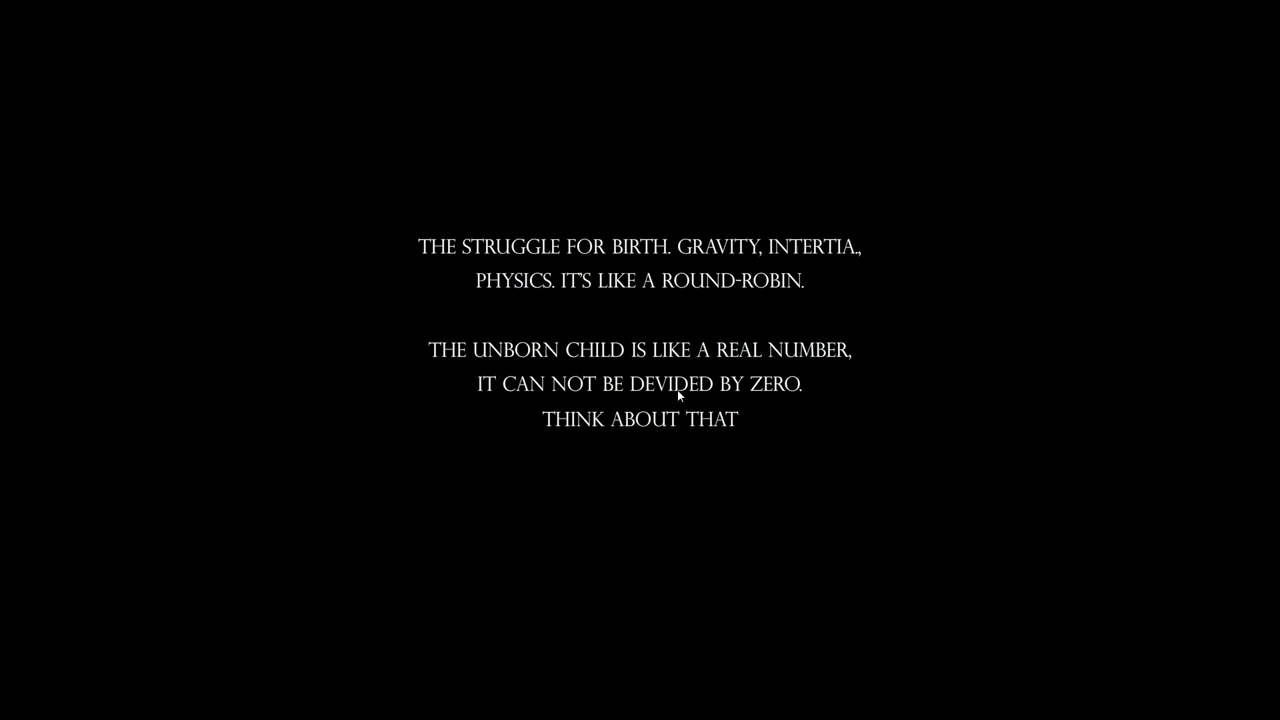 THE STRUGGLE FOR BIRTH. GRAVITY, INTERTIA.,
PHYSICS. IT'S LIKE A ROUND-ROBIN.
THE UNBORN CHILD IS LIKE A REAL NUMBER,
IT CAN NOT BE DEVIDED BY ZERO.
THINK ABOUT THAT